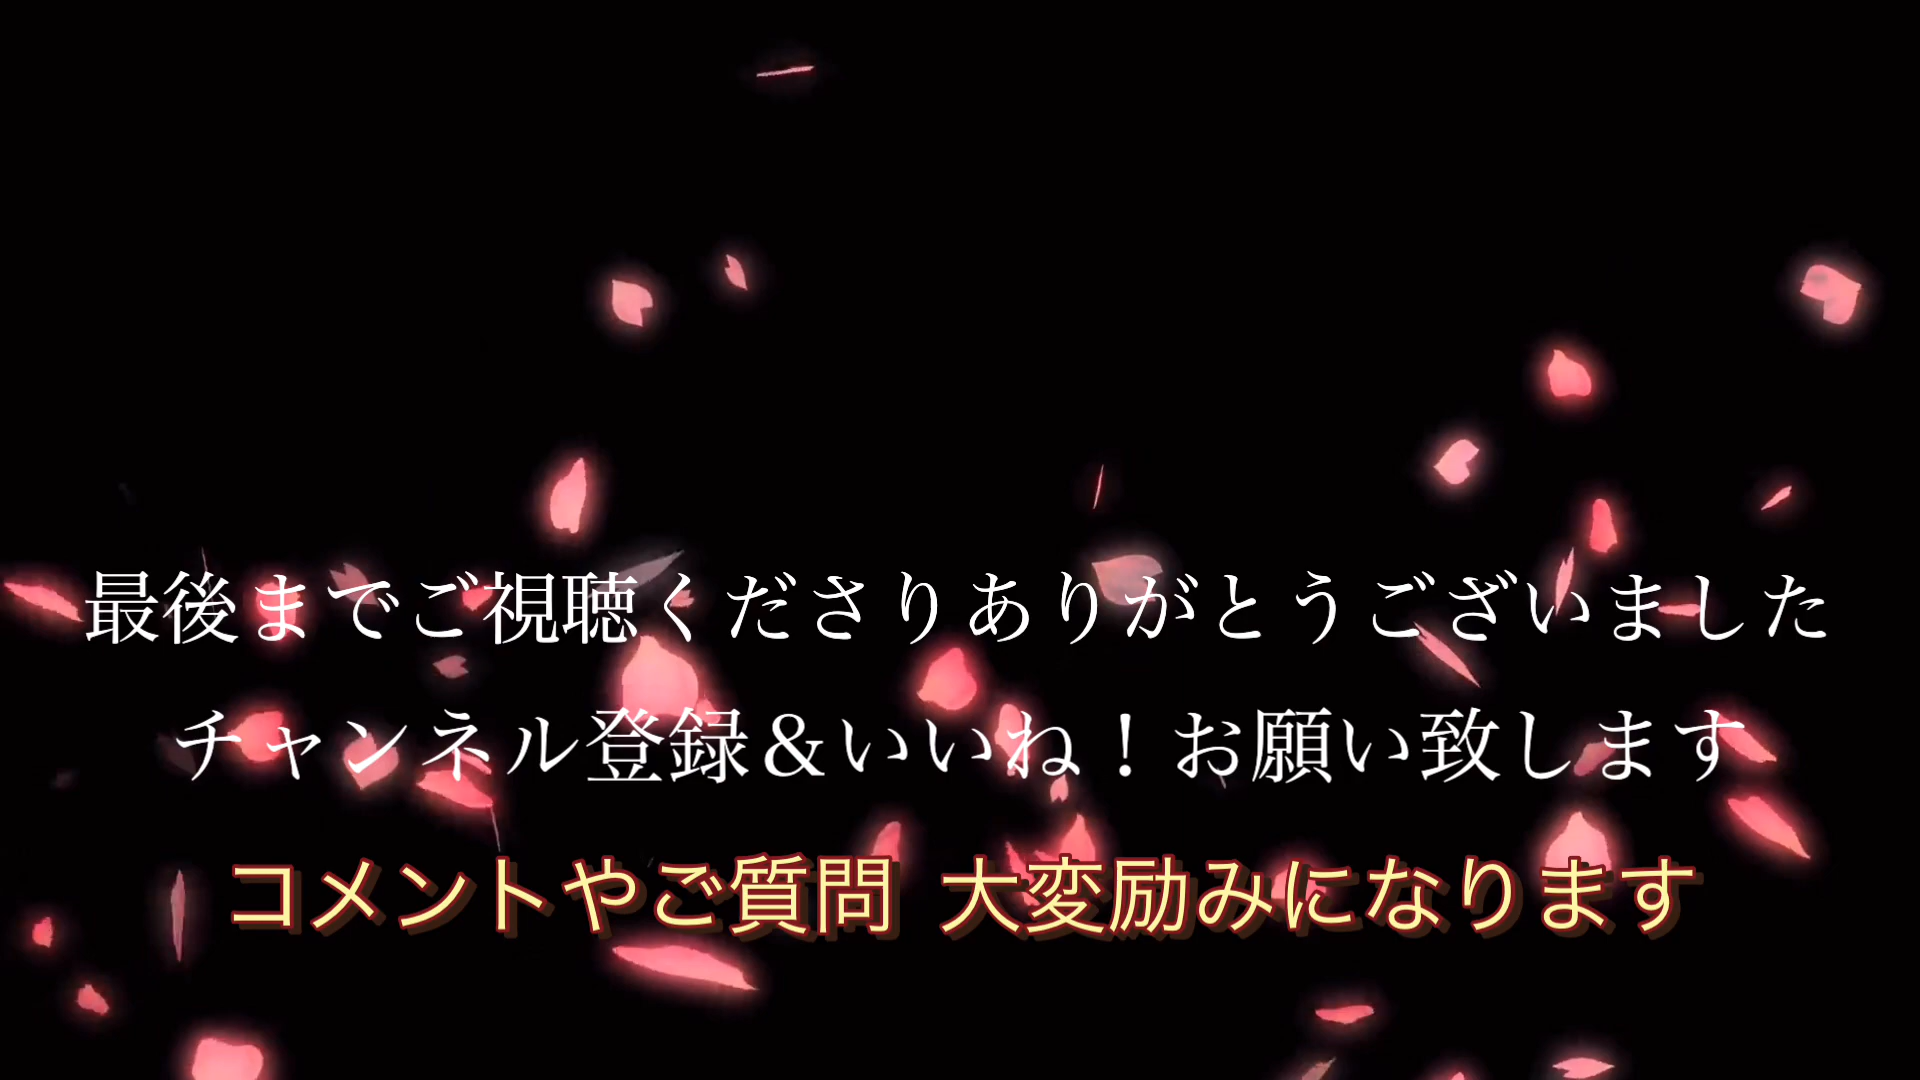 最後までご視聴くださりありがとうございました
チャンネル登録＆いいね！お願い致します
コメントやご質問 大変励みになります